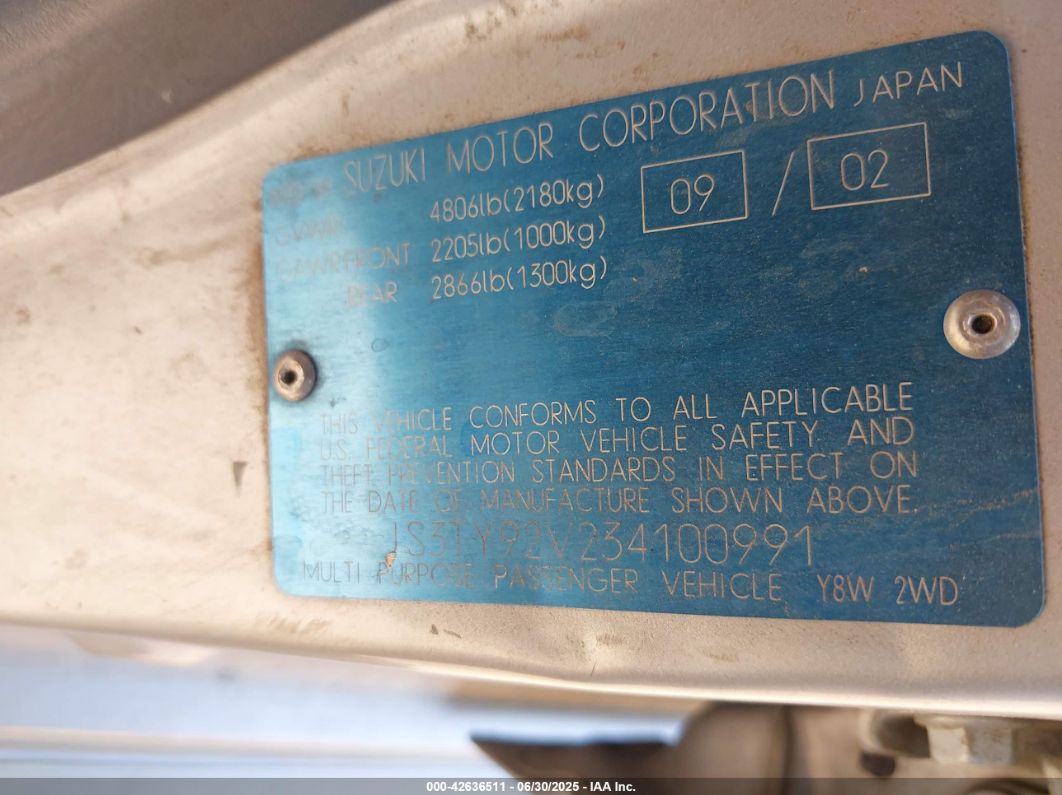 SUZUKI MOTOR CORPORATION JAPAN
GVWR 4806lb(2180kg) 09 / 02
GAWR FRONT 2205lb(1000kg)
REAR 2866lb(1300kg)
THIS VEHICLE CONFORMS TO ALL APPLICABLE
U.S. FEDERAL MOTOR VEHICLE SAFETY AND
THEFT PREVENTION STANDARDS IN EFFECT ON
THE DATE OF MANUFACTURE SHOWN ABOVE.
JS3TY92V234100991
MULTI PURPOSE PASSENGER VEHICLE Y8W 2WD
000-42636511 - 06/30/2025 - IAA Inc.